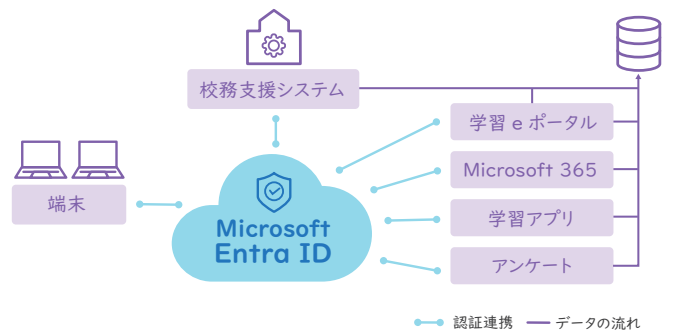 校務支援システム
学習 e ポータル
Microsoft 365
端末
学習アプリ
Microsoft
Entra ID
アンケート
認証連携
データの流れ